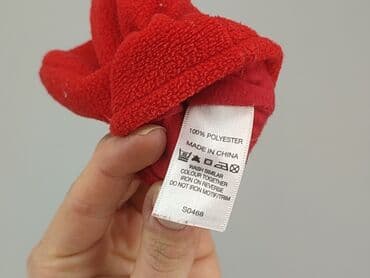 100% POLYESTER
MADE IN CHINA
WASH SIMILAR
COLOUR TOGETHER
IRON ON REVERSE
DO NOT IRON MOTIF/TRIM
S0468